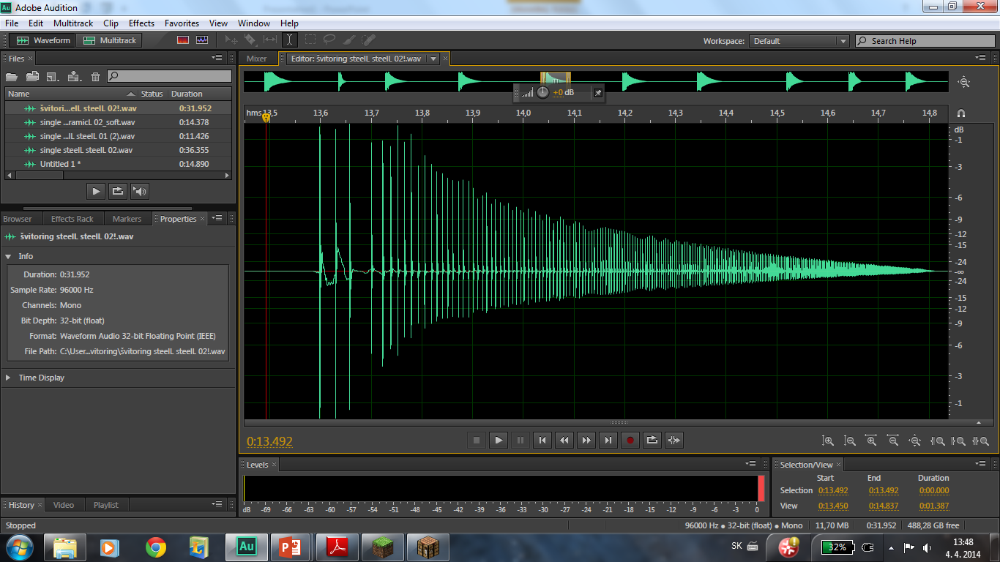 Adobe Audition
File Edit Multitrack Clip Effects Favorites View Window Help
Waveform Multitrack Workspace: Default Search Help
Files × Mixer Editor: švitoring steelL steelL 02!.wav ×
Name Status Duration
švitori...elL steelL 02!.wav 0:31.952
single ...ramicL 02_soft.wav 0:14.378
single ...lL steelL 01 (2).wav 0:11.426
single steelL steelL 02.wav 0:36.355
Untitled 1 * 0:14.890
+0 dB
hms 13,5 13,6 13,7 13,8 13,9 14,0 14,1 14,2 14,3 14,4 14,5 14,6 14,7 14,8
dB
-1
-3
-6
-9
-12
-15
-24
-∞
-24
-15
-12
-9
-6
-3
-1
Browser Effects Rack Markers Properties ×
švitoring steelL steelL 02!.wav
Info
Duration: 0:31.952
Sample Rate: 96000 Hz
Channels: Mono
Bit Depth: 32-bit (float)
Format: Waveform Audio 32-bit Floating Point (IEEE)
File Path: C:\User...vitoring\švitoring steelL steelL 02!.wav
Time Display
0:13.492
Levels ×
dB -69 -66 -63 -60 -57 -54 -51 -48 -45 -42 -39 -36 -33 -30 -27 -24 -21 -18 -15 -12 -9 -6 -3 0
Selection/View ×
Start End Duration
Selection 0:13.492 0:13.492 0:00.000
View 0:13.450 0:14.837 0:01.387
History × Video Playlist
Stopped 96000 Hz ● 32-bit (float) ● Mono 11,70 MB 0:31.952 488,28 GB free
Au SK 32% 13:48
4. 4. 2014